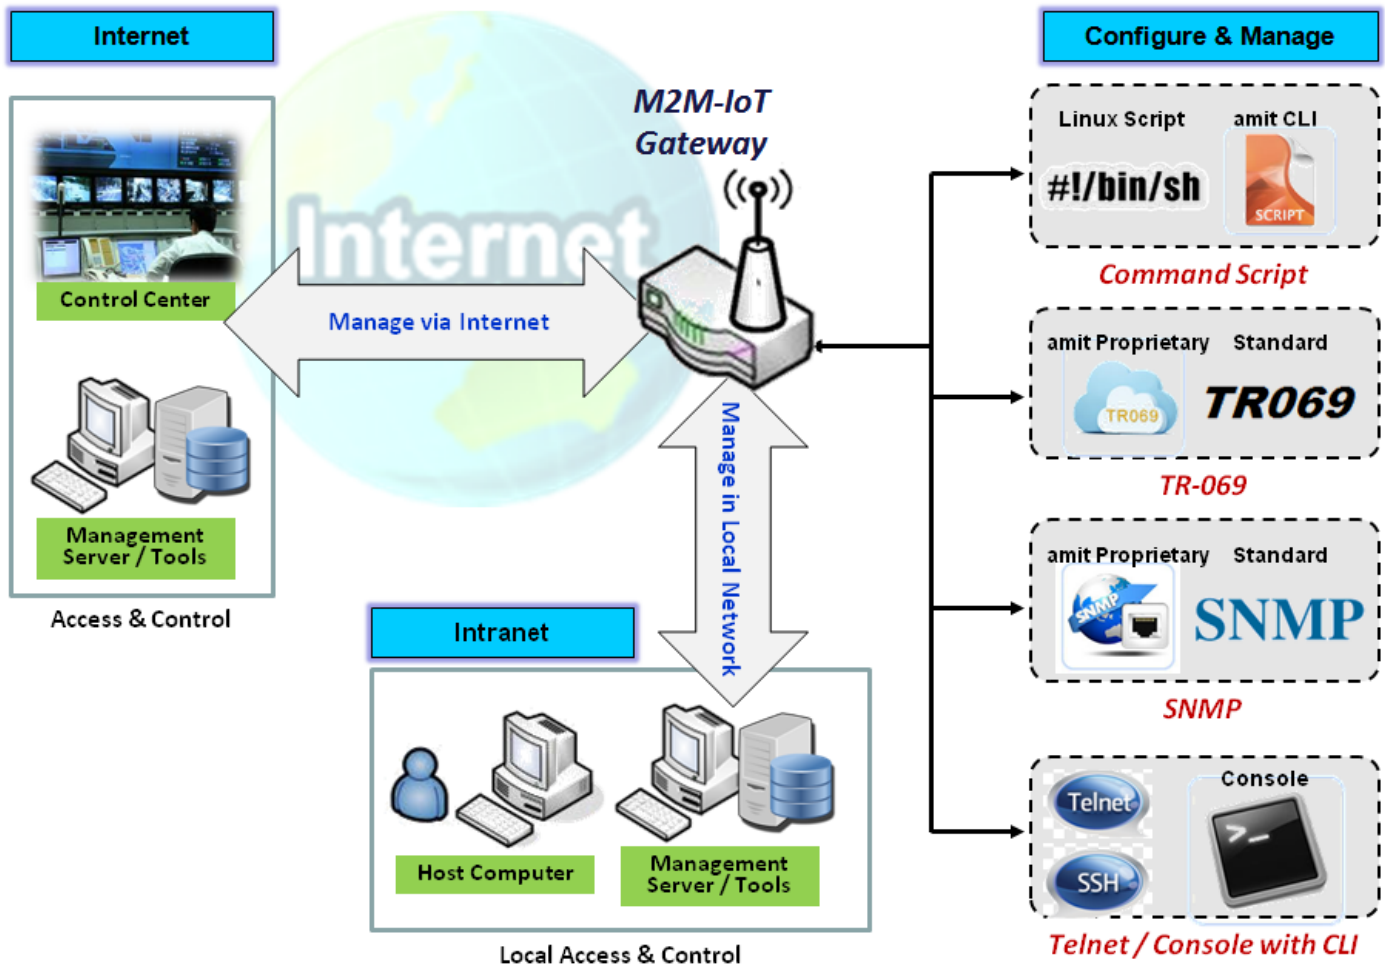 Internet
Control Center
Management
Server / Tools
Access & Control
Internet
M2M-IoT
Gateway
Manage via Internet
Manage in Local Network
Intranet
Host Computer
Management
Server / Tools
Local Access & Control
Configure & Manage
Linux Script
amit CLI
#!/bin/sh
SCRIPT
Command Script
amit Proprietary
Standard
TR069
TR069
TR-069
amit Proprietary
Standard
SNMP
SNMP
SNMP
Telnet
Console
>_
SSH
Telnet / Console with CLI